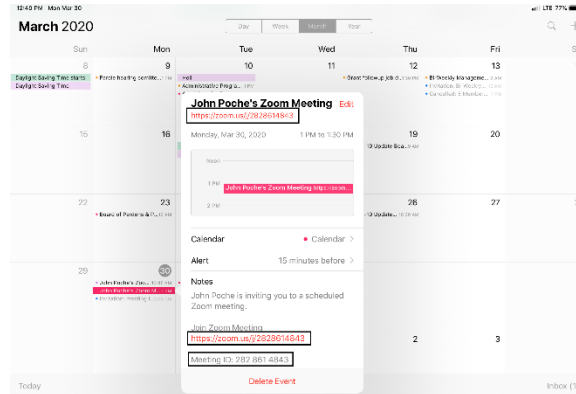 12:40 PM Mon Mar 30
LTE 77%
March 2020
Day Week Month Year
Sun Mon Tue Wed Thu Fri
8 9 10 11 12 13
Daylight Saving Time starts
Daylight Saving Time
Holi
Administrative Progra...
15 16 19 20
22 23 26 27
29 30 2 3
John Poche's Zoom Meeting Edit
https://zoom.us/j/2828614843
Monday, Mar 30, 2020 1 PM to 1:30 PM
Noon
1 PM John Poche's Zoom Meeting
2 PM
Calendar Calendar
Alert 15 minutes before
Notes
John Poche is inviting you to a scheduled
Zoom meeting.
Join Zoom Meeting
https://zoom.us/j/2828614843
Meeting ID: 282 861 4843
Delete Event
Today Inbox (1